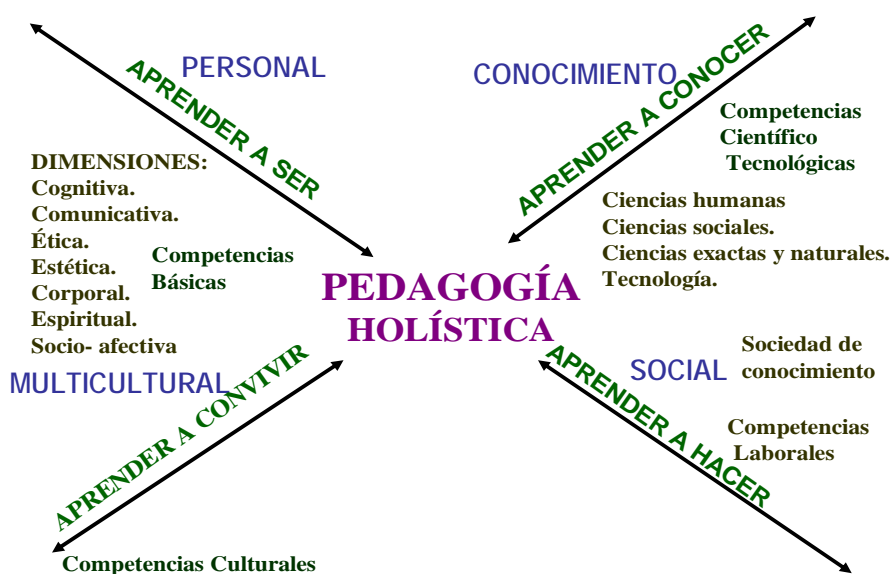 PERSONAL
APRENDER A SER
DIMENSIONES:
Cognitiva.
Comunicativa.
Ética.
Estética.
Corporal.
Espiritual.
Socio- afectiva
Competencias
Básicas
CONOCIMIENTO
APRENDER A CONOCER
Competencias
Científico
Tecnológicas
Ciencias humanas
Ciencias sociales.
Ciencias exactas y naturales.
Tecnología.
PEDAGOGÍA
HOLÍSTICA
MULTICULTURAL
APRENDER A CONVIVIR
Competencias Culturales
SOCIAL
APRENDER A HACER
Sociedad de
conocimiento
Competencias
Laborales